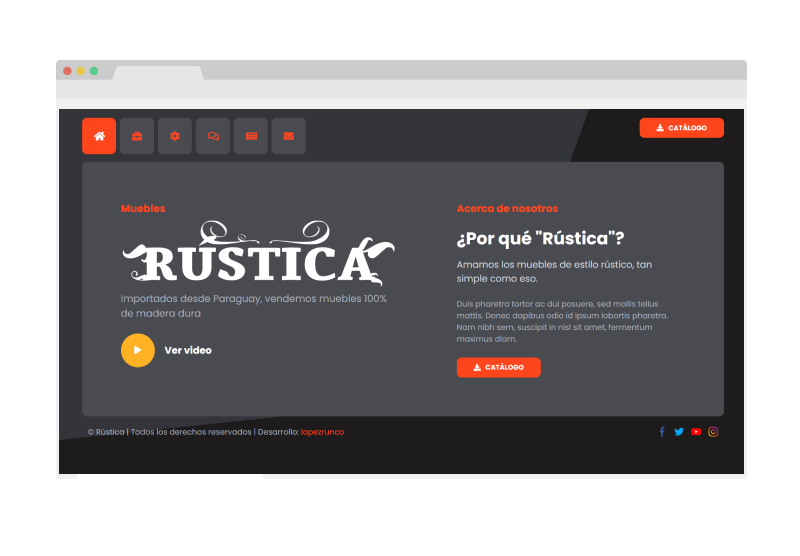 CATÁLOGO
Muebles
RÚSTICA
Importados desde Paraguay, vendemos muebles 100%
de madera dura
Ver video
Acerca de nosotros
¿Por qué "Rústica"?
Amamos los muebles de estilo rústico, tan
simple como eso.
Duis pharetra tortor ac dui posuere, sed mollis tellus
mattis. Donec dapibus odio id ipsum lobortis pharetra.
Nam nibh sem, suscipit in nisl sit amet, fermentum
maximus diam.
CATÁLOGO
© Rústica | Todos los derechos reservados | Desarrollo: lopezrunco